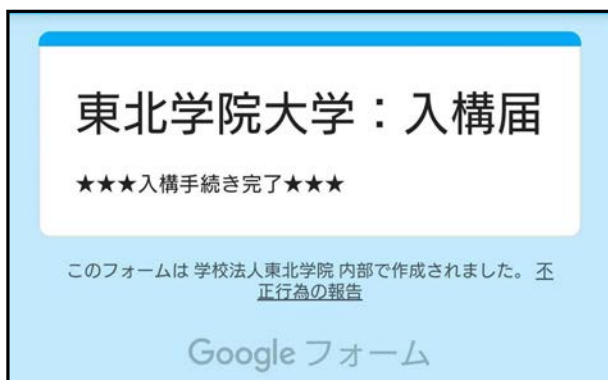 東北学院大学：入構届
★★★入構手続き完了★★★
このフォームは 学校法人東北学院 内部で作成されました。 不
正行為の報告
Google フォーム